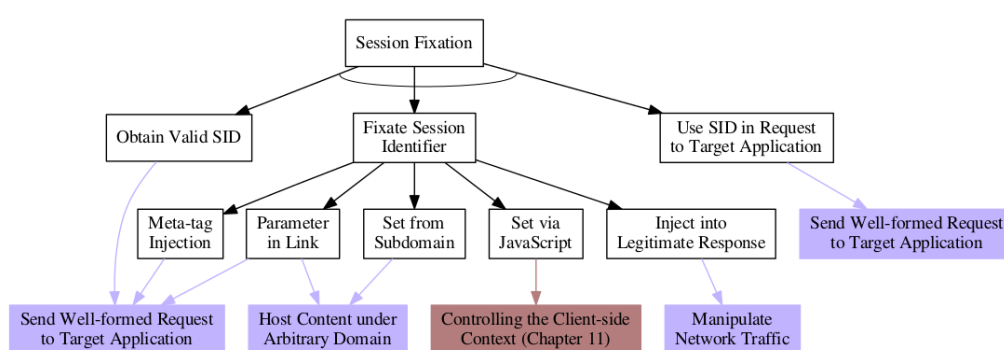 Session Fixation
Obtain Valid SID
Fixate Session
Identifier
Use SID in Request
to Target Application
Meta-tag
Injection
Parameter
in Link
Set from
Subdomain
Set via
JavaScript
Inject into
Legitimate Response
Send Well-formed Request
to Target Application
Send Well-formed Request
to Target Application
Host Content under
Arbitrary Domain
Controlling the Client-side
Context (Chapter 11)
Manipulate
Network Traffic